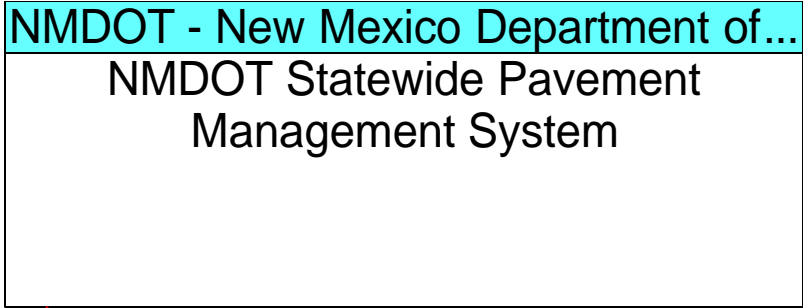 NMDOT - New Mexico Department of...
NMDOT Statewide Pavement
Management System